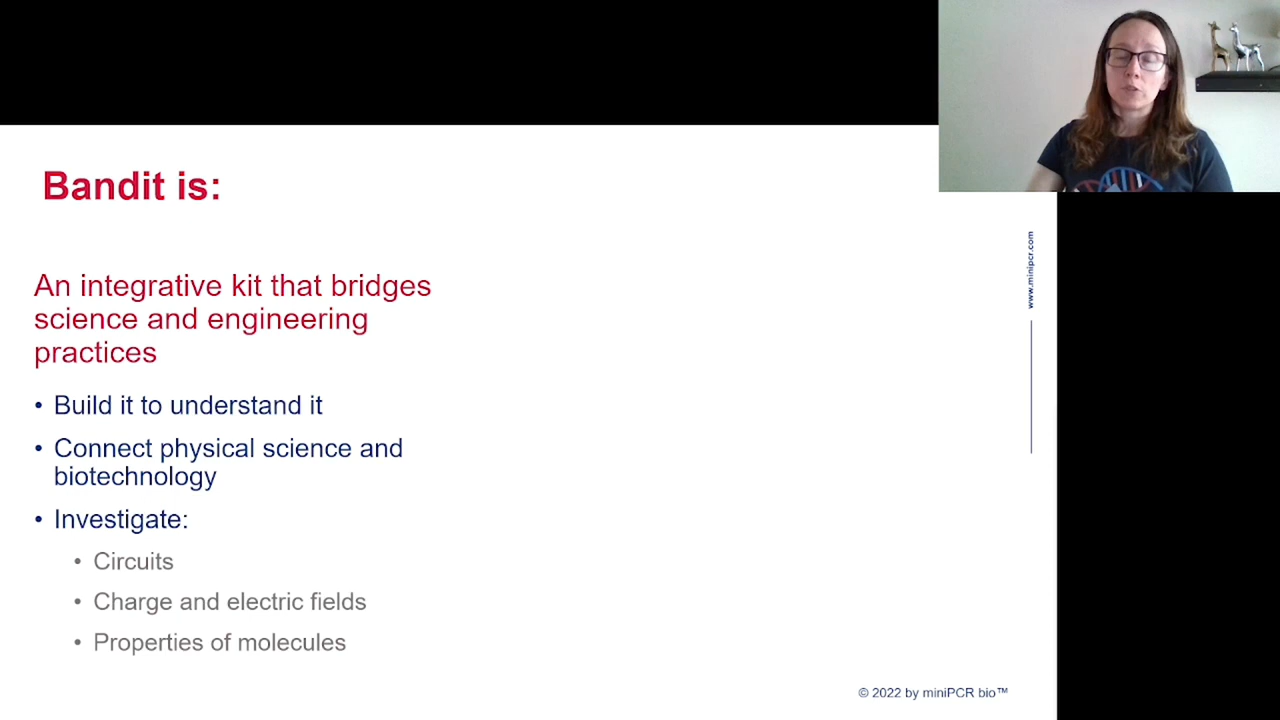 Bandit is:
An integrative kit that bridges
science and engineering
practices
• Build it to understand it
• Connect physical science and
biotechnology
• Investigate:
• Circuits
• Charge and electric fields
• Properties of molecules
www.minipcr.com
© 2022 by miniPCR bio™